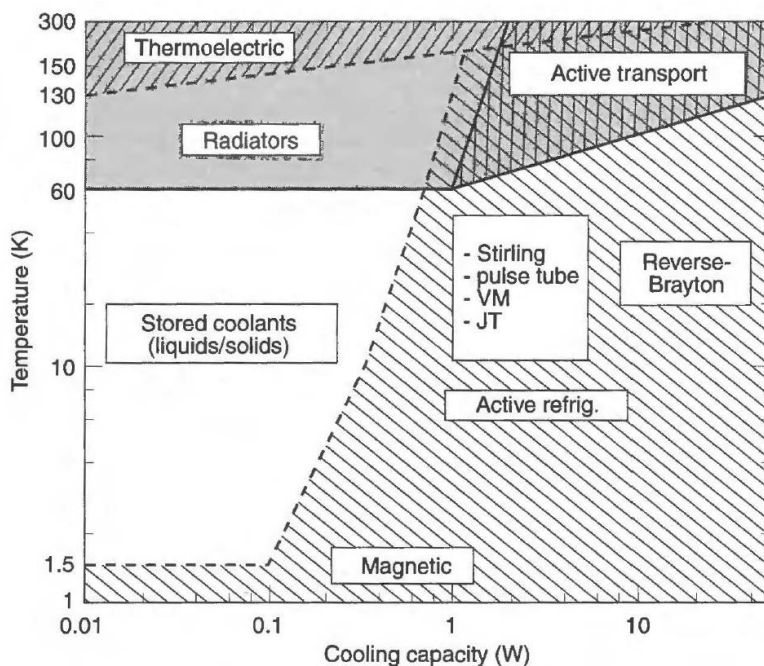 300
150
130
100
60
10
1.5
1
Temperature (K)
Thermoelectric
Active transport
Radiators
- Stirling
- pulse tube
- VM
- JT
Reverse-
Brayton
Stored coolants
(liquids/solids)
Active refrig.
Magnetic
0.01
0.1
1
10
Cooling capacity (W)